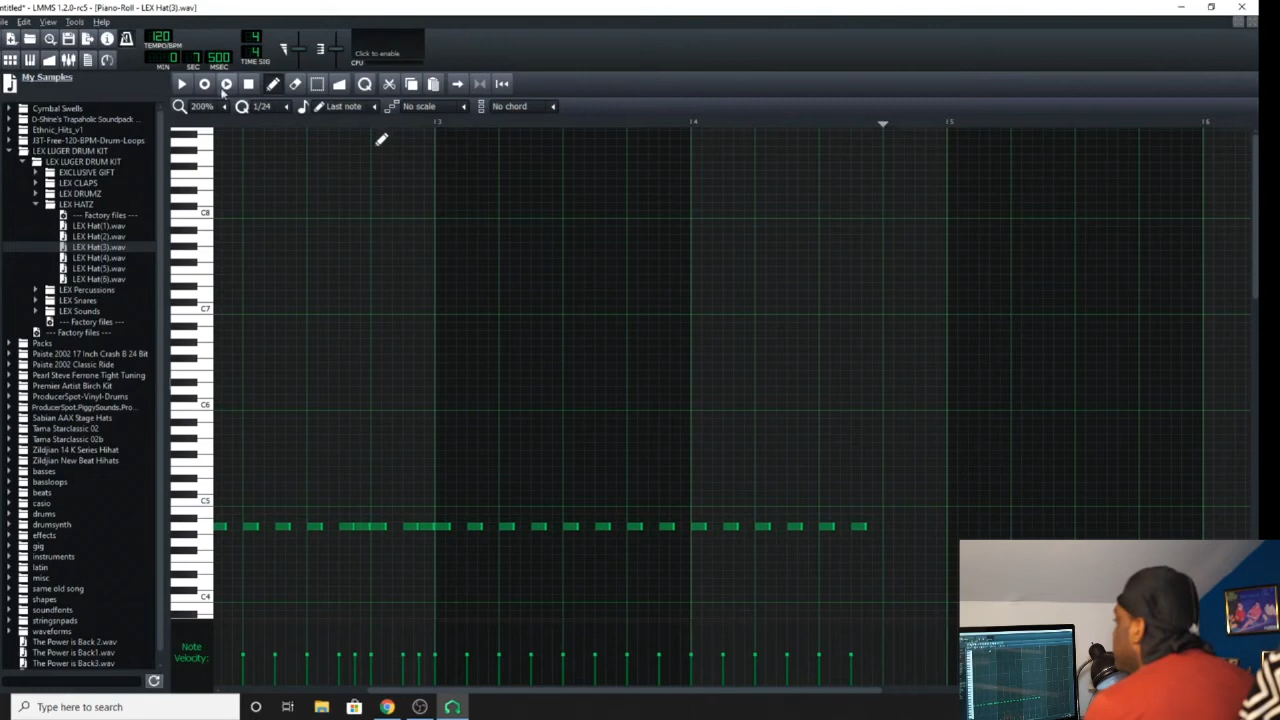 ntitled* - LMMS 1.2.0-rc5 - [Piano-Roll - LEX Hat(3).wav]
ile Edit View Tools Help
120
TEMPO/BPM
4
4
TIME SIG
0 7 500
MIN SEC MSEC
Click to enable
CPU
My Samples
200% 1/24 Last note No scale No chord
13 14 15 16
Cymbal Swells
D-Shine's Trapaholic Soundpack ...
Ethnic_Hits_v1
J3T-Free-120-BPM-Drum-Loops
LEX LUGER DRUM KIT
LEX LUGER DRUM KIT
EXCLUSIVE GIFT
LEX CLAPS
LEX DRUMZ
LEX HATZ
--- Factory files ---
LEX Hat(1).wav
LEX Hat(2).wav
LEX Hat(3).wav
LEX Hat(4).wav
LEX Hat(5).wav
LEX Hat(6).wav
LEX Percussions
LEX Snares
LEX Sounds
--- Factory files ---
--- Factory files ---
Packs
Paiste 2002 17 Inch Crash B 24 Bit
Paiste 2002 Classic Ride
Pearl Steve Ferrone Tight Tuning
Premier Artist Birch Kit
ProducerSpot-Vinyl-Drums
ProducerSpot.PiggySounds.Pro...
Sabian AAX Stage Hats
Tama Starclassic 02
Tama Starclassic 02b
Zildjian 14 K Series Hihat
Zildjian New Beat Hihats
basses
bassloops
beats
casio
drums
drumsynth
effects
gig
instruments
latin
misc
same old song
shapes
soundfonts
stringsnpads
waveforms
The Power is Back 2.wav
The Power is Back1.wav
The Power is Back3.wav
C8
C7
C6
C5
C4
Note
Velocity:
Type here to search